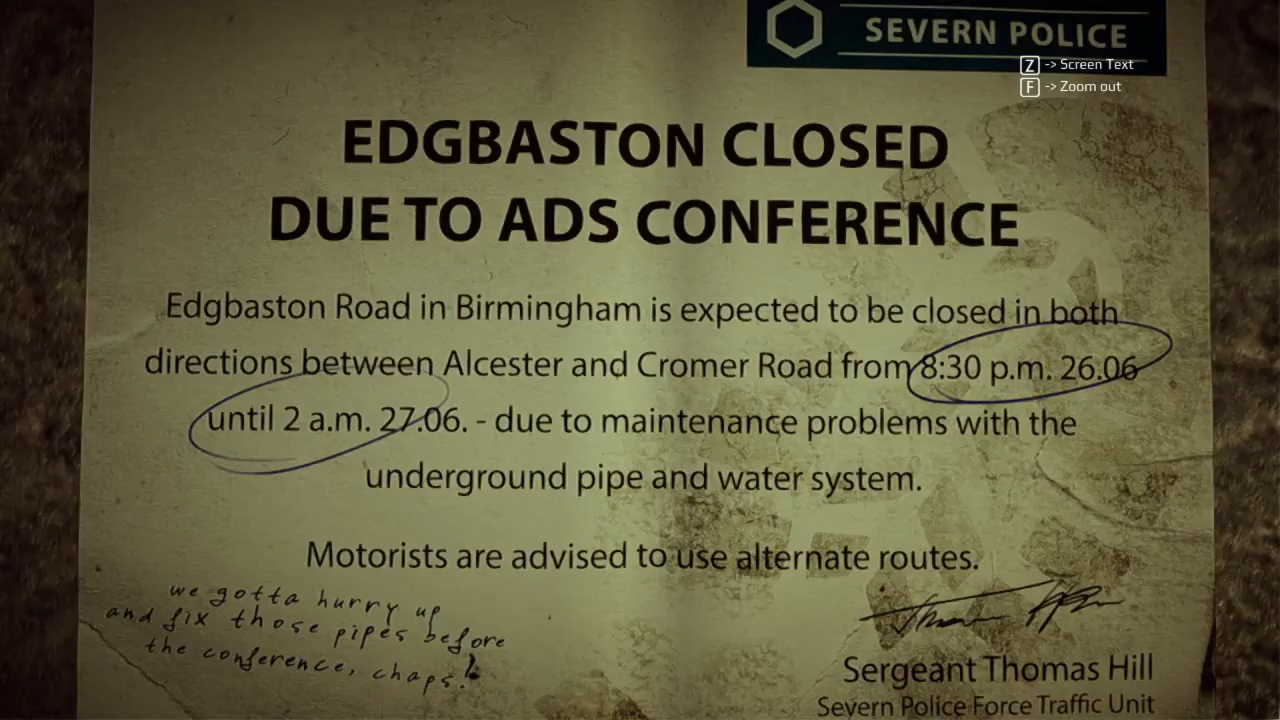 SEVERN POLICE
Z -> Screen Text
F -> Zoom out
EDGBASTON CLOSED
DUE TO ADS CONFERENCE
Edgbaston Road in Birmingham is expected to be closed in both
directions between Alcester and Cromer Road from 8:30 p.m. 26.06
until 2 a.m. 27.06. - due to maintenance problems with the
underground pipe and water system.
Motorists are advised to use alternate routes.
we gotta hurry up
and fix those pipes before
the conference, chaps!
Sergeant Thomas Hill
Severn Police Force Traffic Unit